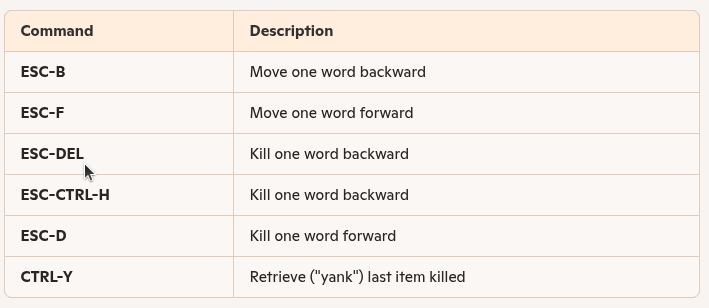 Command Description
ESC-B Move one word backward
ESC-F Move one word forward
ESC-DEL Kill one word backward
ESC-CTRL-H Kill one word backward
ESC-D Kill one word forward
CTRL-Y Retrieve ("yank") last item killed